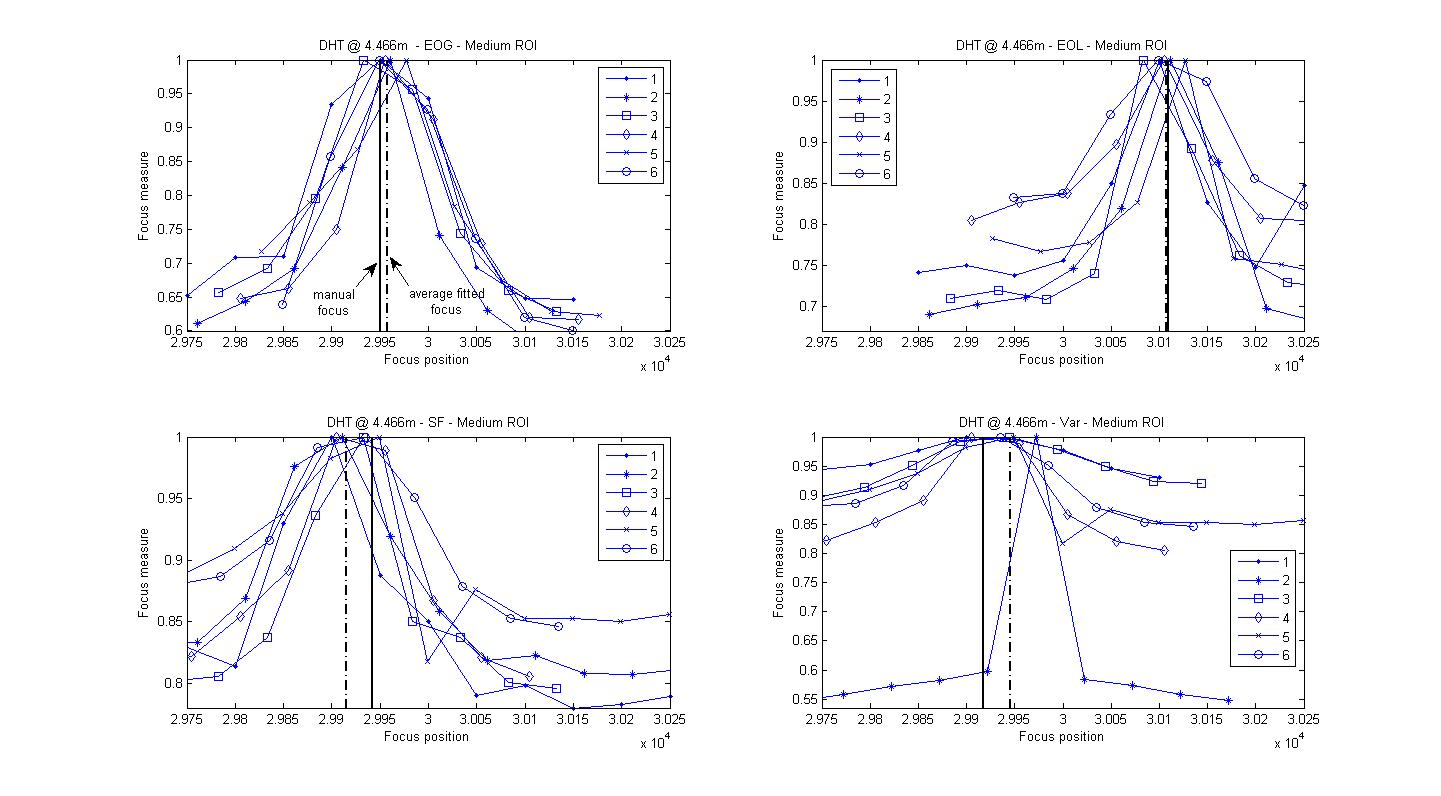 DHT @ 4.466m - EOG - Medium ROI
1
0.95
0.9
0.85
0.8
0.75
0.7
0.65
0.6
Focus measure
1
2
3
4
5
6
manual
focus
average fitted
focus
2.975 2.98 2.985 2.99 2.995 3 3.005 3.01 3.015 3.02 3.025
Focus position
x 10^4
DHT @ 4.466m - EOL - Medium ROI
1
0.95
0.9
0.85
0.8
0.75
0.7
Focus measure
1
2
3
4
5
6
2.975 2.98 2.985 2.99 2.995 3 3.005 3.01 3.015 3.02 3.025
Focus position
x 10^4
DHT @ 4.466m - SF - Medium ROI
1
0.95
0.9
0.85
0.8
Focus measure
1
2
3
4
5
6
2.975 2.98 2.985 2.99 2.995 3 3.005 3.01 3.015 3.02 3.025
Focus position
x 10^4
DHT @ 4.466m - Var - Medium ROI
1
0.95
0.9
0.85
0.8
0.75
0.7
0.65
0.6
0.55
Focus measure
1
2
3
4
5
6
2.975 2.98 2.985 2.99 2.995 3 3.005 3.01 3.015 3.02 3.025
Focus position
x 10^4